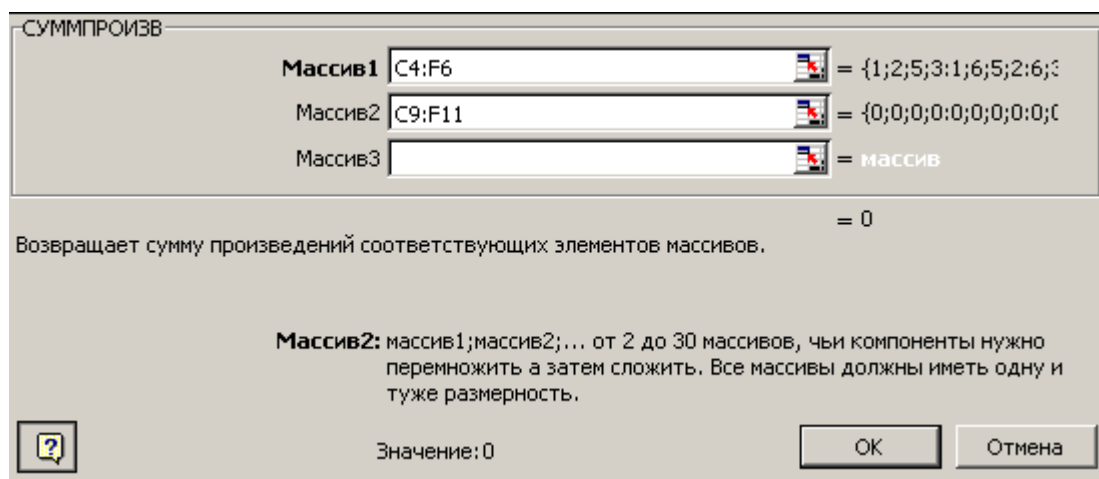 СУММПРОИЗВ
Массив1 C4:F6 = {1;2;5;3:1;6;5;2:6;3
Массив2 C9:F11 = {0;0;0;0:0;0;0;0:0;0
Массив3 = массив
= 0
Возвращает сумму произведений соответствующих элементов массивов.
Массив2: массив1;массив2;... от 2 до 30 массивов, чьи компоненты нужно
перемножить а затем сложить. Все массивы должны иметь одну и
туже размерность.
Значение:0 OK Отмена